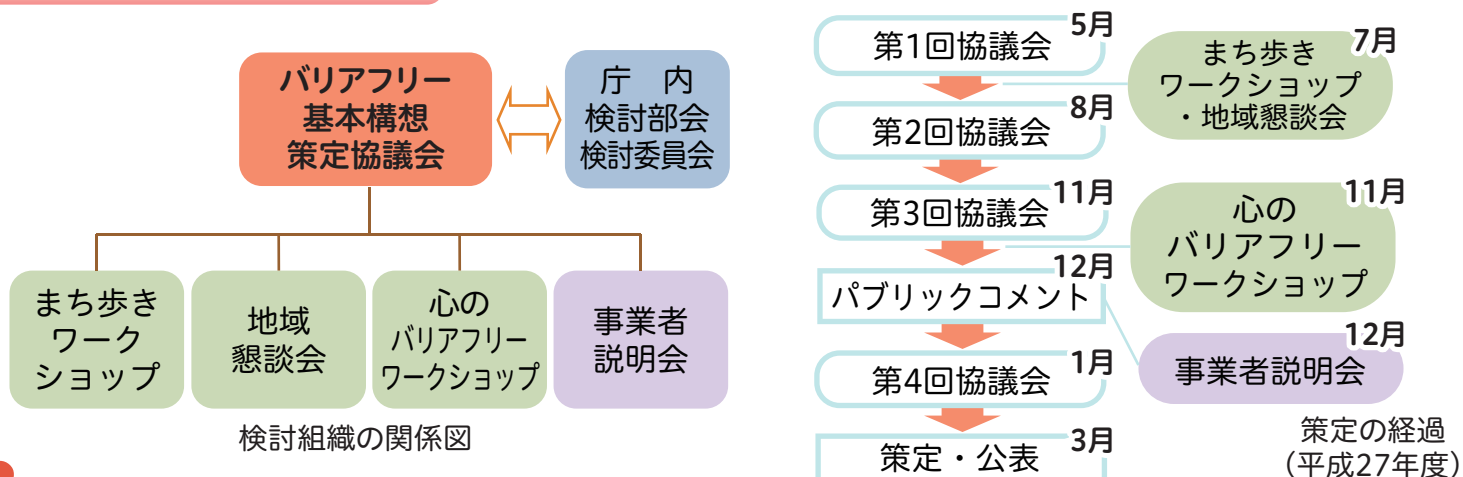 バリアフリー
基本構想
策定協議会
庁　内
検討部会
検討委員会
まち歩き
ワーク
ショップ
地域
懇談会
心の
バリアフリー
ワークショップ
事業者
説明会
検討組織の関係図
第1回協議会
5月
まち歩き
ワークショップ
・地域懇談会
7月
第2回協議会
8月
第3回協議会
11月
心の
バリアフリー
ワークショップ
11月
パブリックコメント
12月
事業者説明会
12月
第4回協議会
1月
策定・公表
3月
策定の経過
（平成27年度）